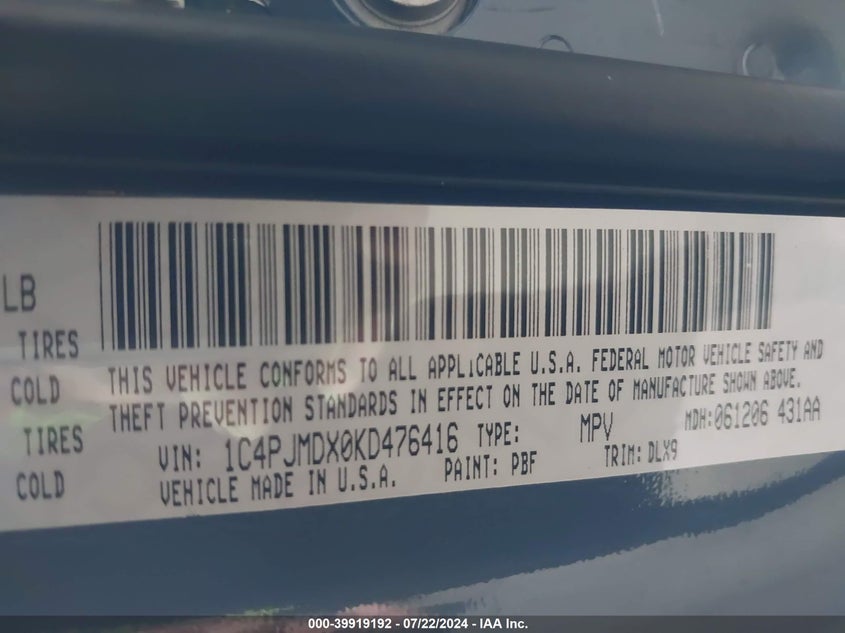 LB
TIRES
COLD
TIRES
COLD
THIS VEHICLE CONFORMS TO ALL APPLICABLE U.S.A. FEDERAL MOTOR VEHICLE SAFETY AND
THEFT PREVENTION STANDARDS IN EFFECT ON THE DATE OF MANUFACTURE SHOWN ABOVE.
VIN: 1C4PJMDX0KD476416 TYPE: MPV MDH:061206 431AA
VEHICLE MADE IN U.S.A. PAINT: PBF TRIM: DLX9
000-39919192 - 07/22/2024 - IAA Inc.